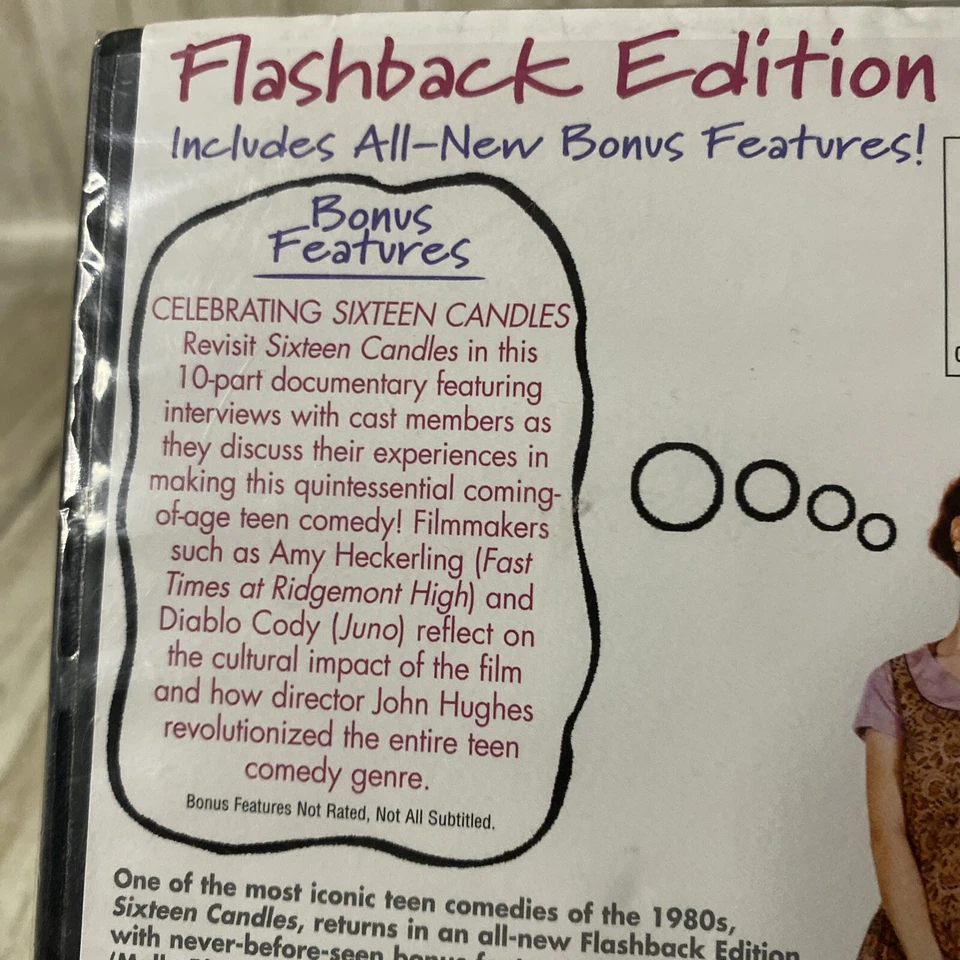 Flashback Edition
Includes All-New Bonus Features!
Bonus
Features
CELEBRATING SIXTEEN CANDLES
Revisit Sixteen Candles in this
10-part documentary featuring
interviews with cast members as
they discuss their experiences in
making this quintessential coming-
of-age teen comedy! Filmmakers
such as Amy Heckerling (Fast
Times at Ridgemont High) and
Diablo Cody (Juno) reflect on
the cultural impact of the film
and how director John Hughes
revolutionized the entire teen
comedy genre.
Bonus Features Not Rated, Not All Subtitled.
One of the most iconic teen comedies of the 1980s,
Sixteen Candles, returns in an all-new Flashback Edition
with never-before-seen bonus